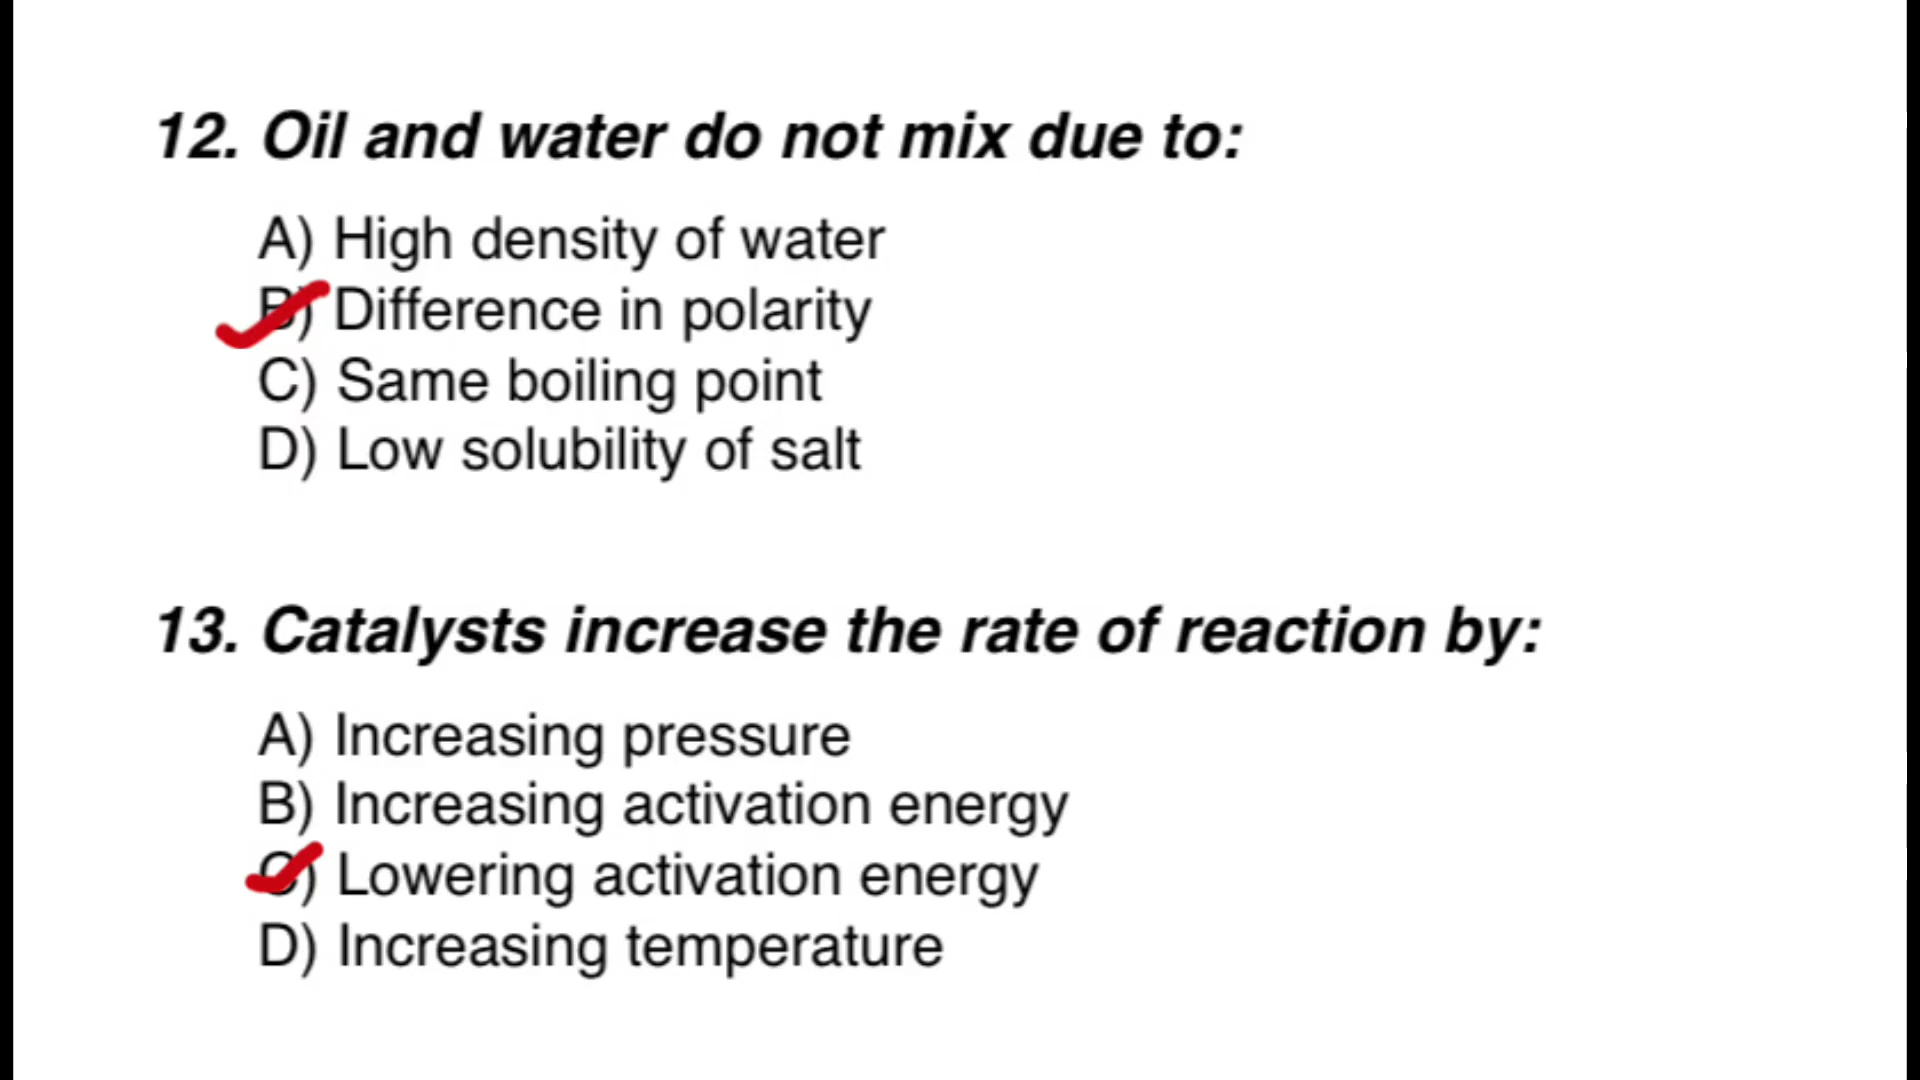 12. Oil and water do not mix due to:
A) High density of water
B) Difference in polarity
C) Same boiling point
D) Low solubility of salt
13. Catalysts increase the rate of reaction by:
A) Increasing pressure
B) Increasing activation energy
C) Lowering activation energy
D) Increasing temperature